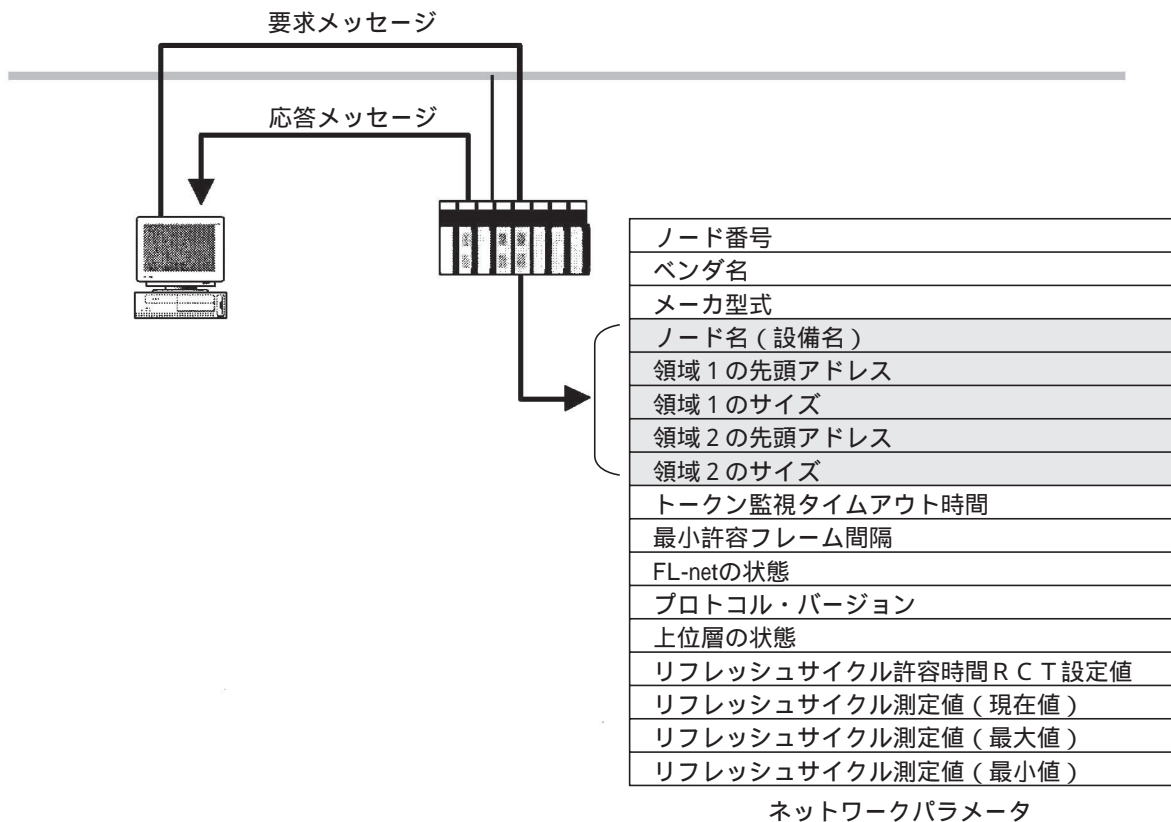 要求メッセージ
応答メッセージ
ノード番号
ベンダ名
メーカ型式
ノード名(設備名)
領域1の先頭アドレス
領域1のサイズ
領域2の先頭アドレス
領域2のサイズ
トークン監視タイムアウト時間
最小許容フレーム間隔
FL-netの状態
プロトコル・バージョン
上位層の状態
リフレッシュサイクル許容時間RCT設定値
リフレッシュサイクル測定値(現在値)
リフレッシュサイクル測定値(最大値)
リフレッシュサイクル測定値(最小値)
ネットワークパラメータ